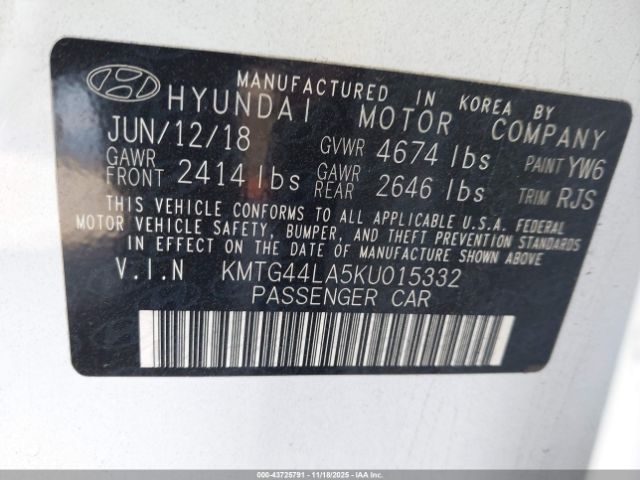 MANUFACTURED IN KOREA BY
HYUNDAI MOTOR COMPANY
JUN/12/18 GVWR 4674 lbs PAINT YW6
GAWR FRONT 2414 lbs GAWR REAR 2646 lbs TRIM RJS
THIS VEHICLE CONFORMS TO ALL APPLICABLE U.S.A. FEDERAL
MOTOR VEHICLE SAFETY, BUMPER, AND THEFT PREVENTION STANDARDS
IN EFFECT ON THE DATE OF MANUFACTURE SHOWN ABOVE.
V.I.N KMTG44LA5KU015332
PASSENGER CAR
000-43725791 11/18/2025 IAAI.COM